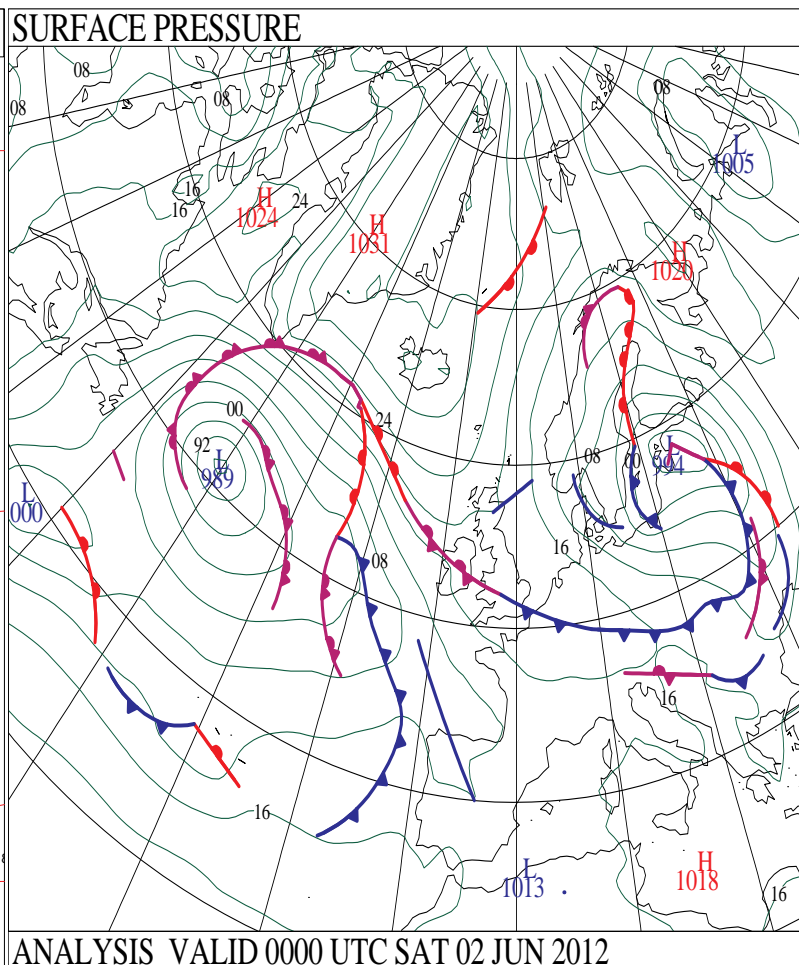 SURFACE PRESSURE
08
08
08
08
L
1005
16
16
24
H
1024
H
1031
H
1020
00
92
L
989
24
L
000
08
00
L
994
16
08
16
16
L
1013
H
1018
16
ANALYSIS VALID 0000 UTC SAT 02 JUN 2012